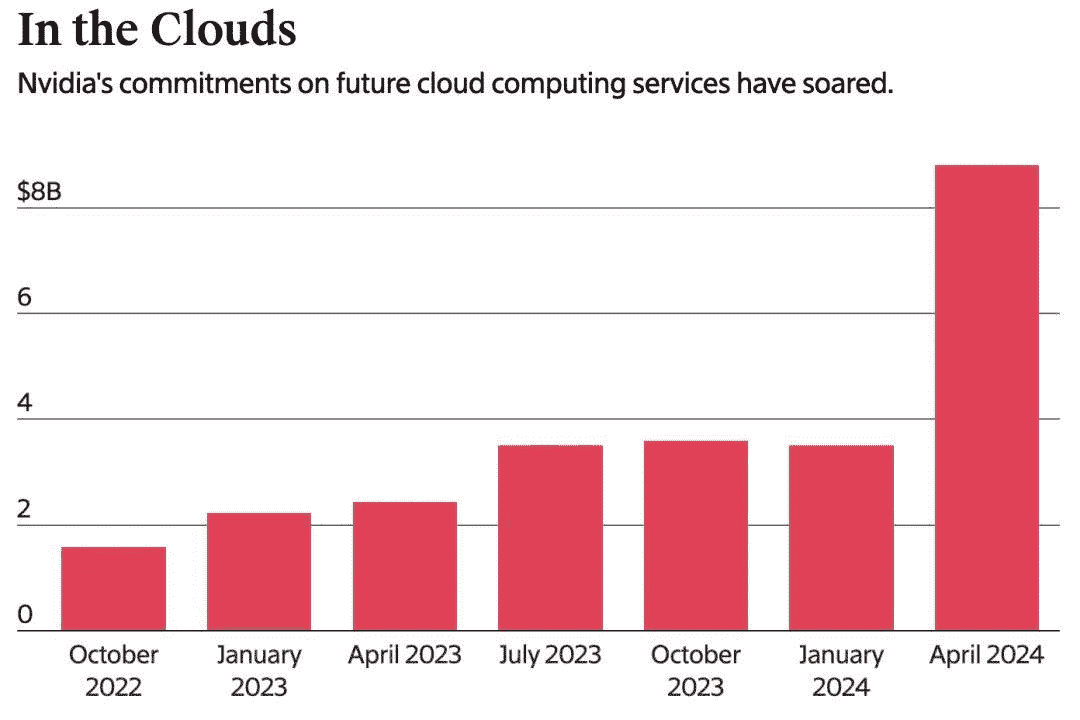 In the Clouds
Nvidia's commitments on future cloud computing services have soared.
$8B
6
4
2
0
October
2022
January
2023
April 2023
July 2023
October
2023
January
2024
April 2024